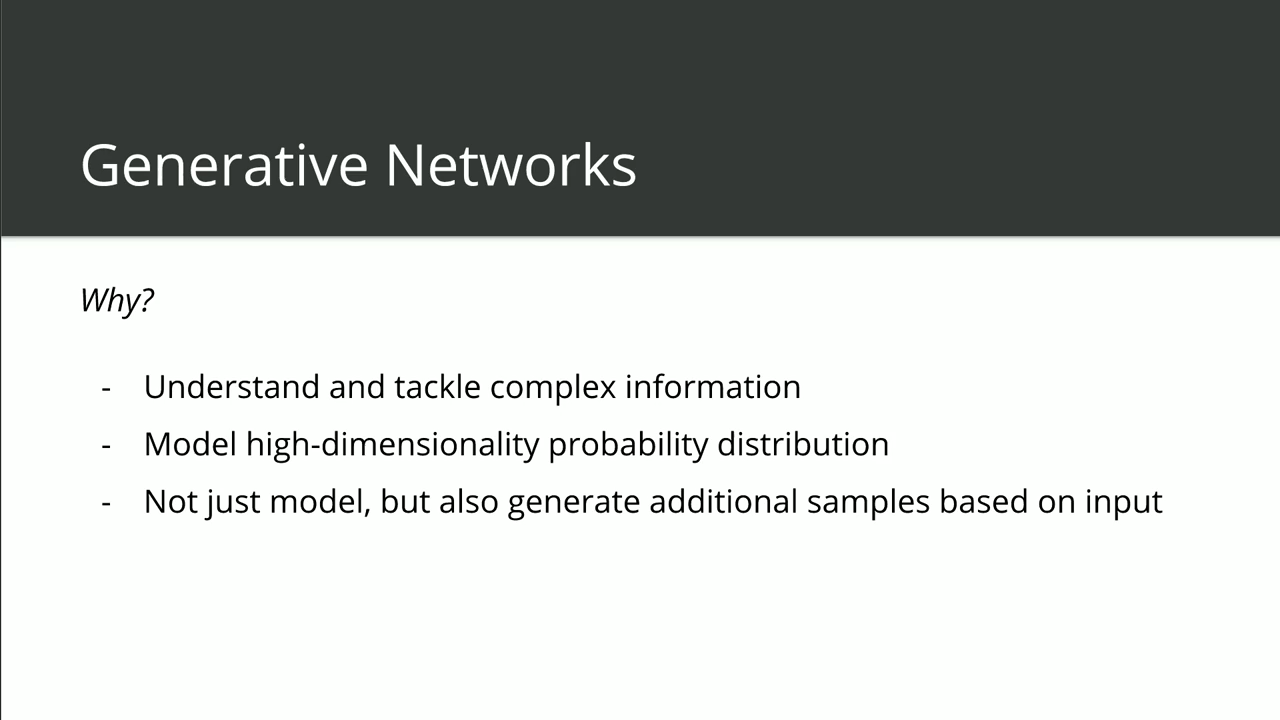 Generative Networks
Why?
- Understand and tackle complex information
- Model high-dimensionality probability distribution
- Not just model, but also generate additional samples based on input